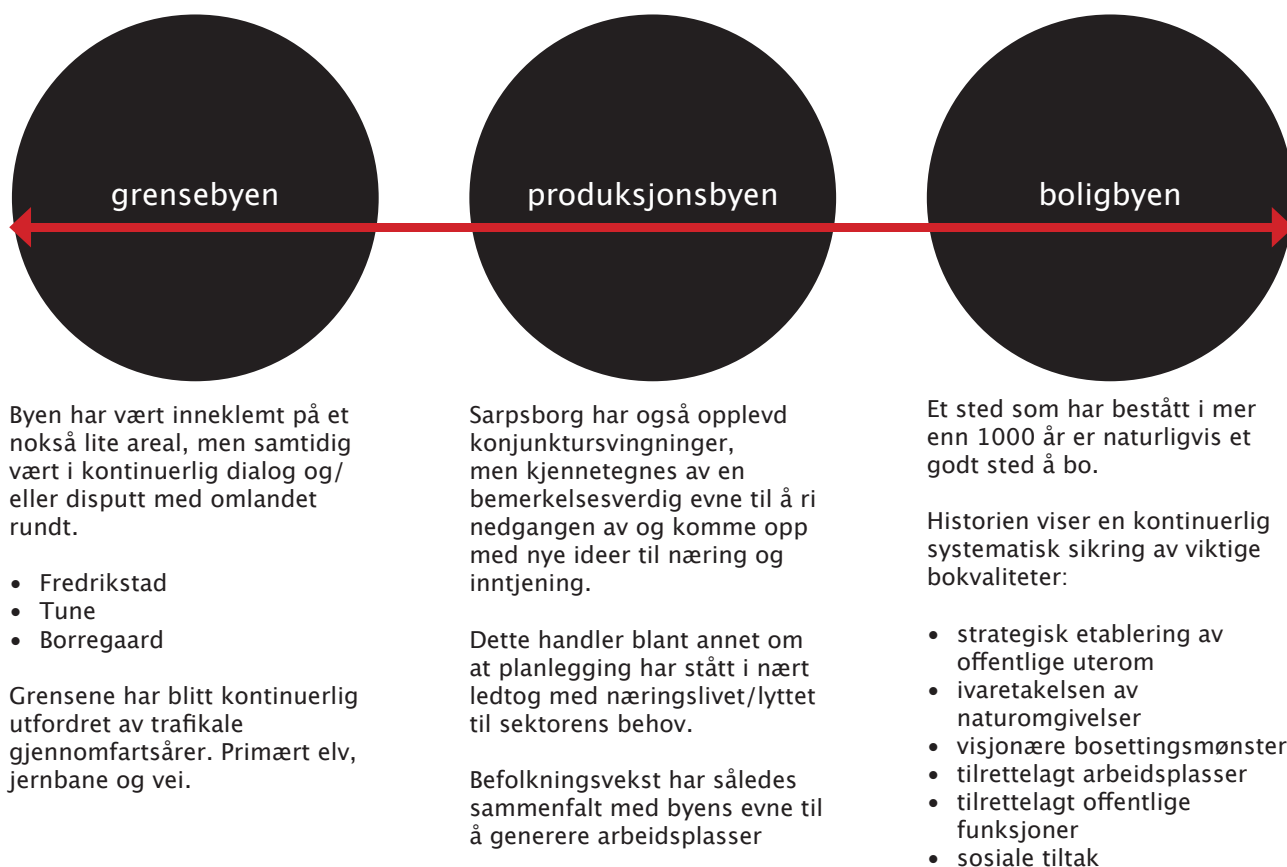 grensebyen
Byen har vært inneklemt på et
nokså lite areal, men samtidig
vært i kontinuerlig dialog og/
eller disputt med omlandet
rundt.
• Fredrikstad
• Tune
• Borregaard
Grensene har blitt kontinuerlig
utfordret av trafikale
gjennomfartsårer. Primært elv,
jernbane og vei.
produksjonsbyen
Sarpsborg har også opplevd
konjunktursvingninger,
men kjennetegnes av en
bemerkelsesverdig evne til å ri
nedgangen av og komme opp
med nye ideer til næring og
inntjening.
Dette handler blant annet om
at planlegging har stått i nært
ledtog med næringslivet/lyttet
til sektorens behov.
Befolkningsvekst har således
sammenfalt med byens evne til
å generere arbeidsplasser
boligbyen
Et sted som har bestått i mer
enn 1000 år er naturligvis et
godt sted å bo.
Historien viser en kontinuerlig
systematisk sikring av viktige
bokvaliteter:
• strategisk etablering av
offentlige uterom
• ivaretakelsen av
naturomgivelser
• visjonære bosettingsmønster
• tilrettelagt arbeidsplasser
• tilrettelagt offentlige
funksjoner
• sosiale tiltak